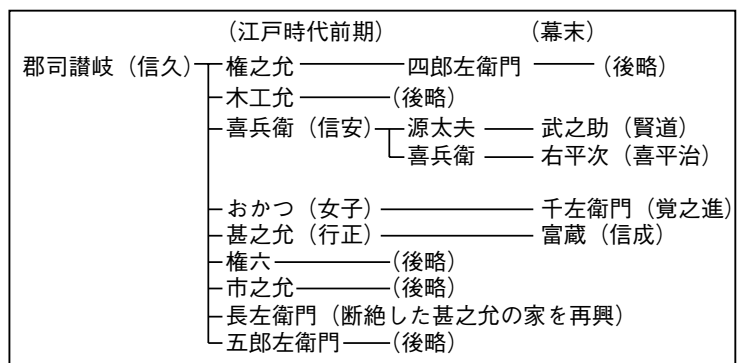 （江戸時代前期） （幕末）
郡司讃岐（信久） 権之允 四郎左衛門 （後略）
木工允 （後略）
喜兵衛（信安） 源太夫 武之助（賢道）
喜兵衛 右平次（喜平治）
おかつ（女子） 千左衛門（覚之進）
甚之允（行正） 富蔵（信成）
権六 （後略）
市之允 （後略）
長左衛門（断絶した甚之允の家を再興）
五郎左衛門 （後略）